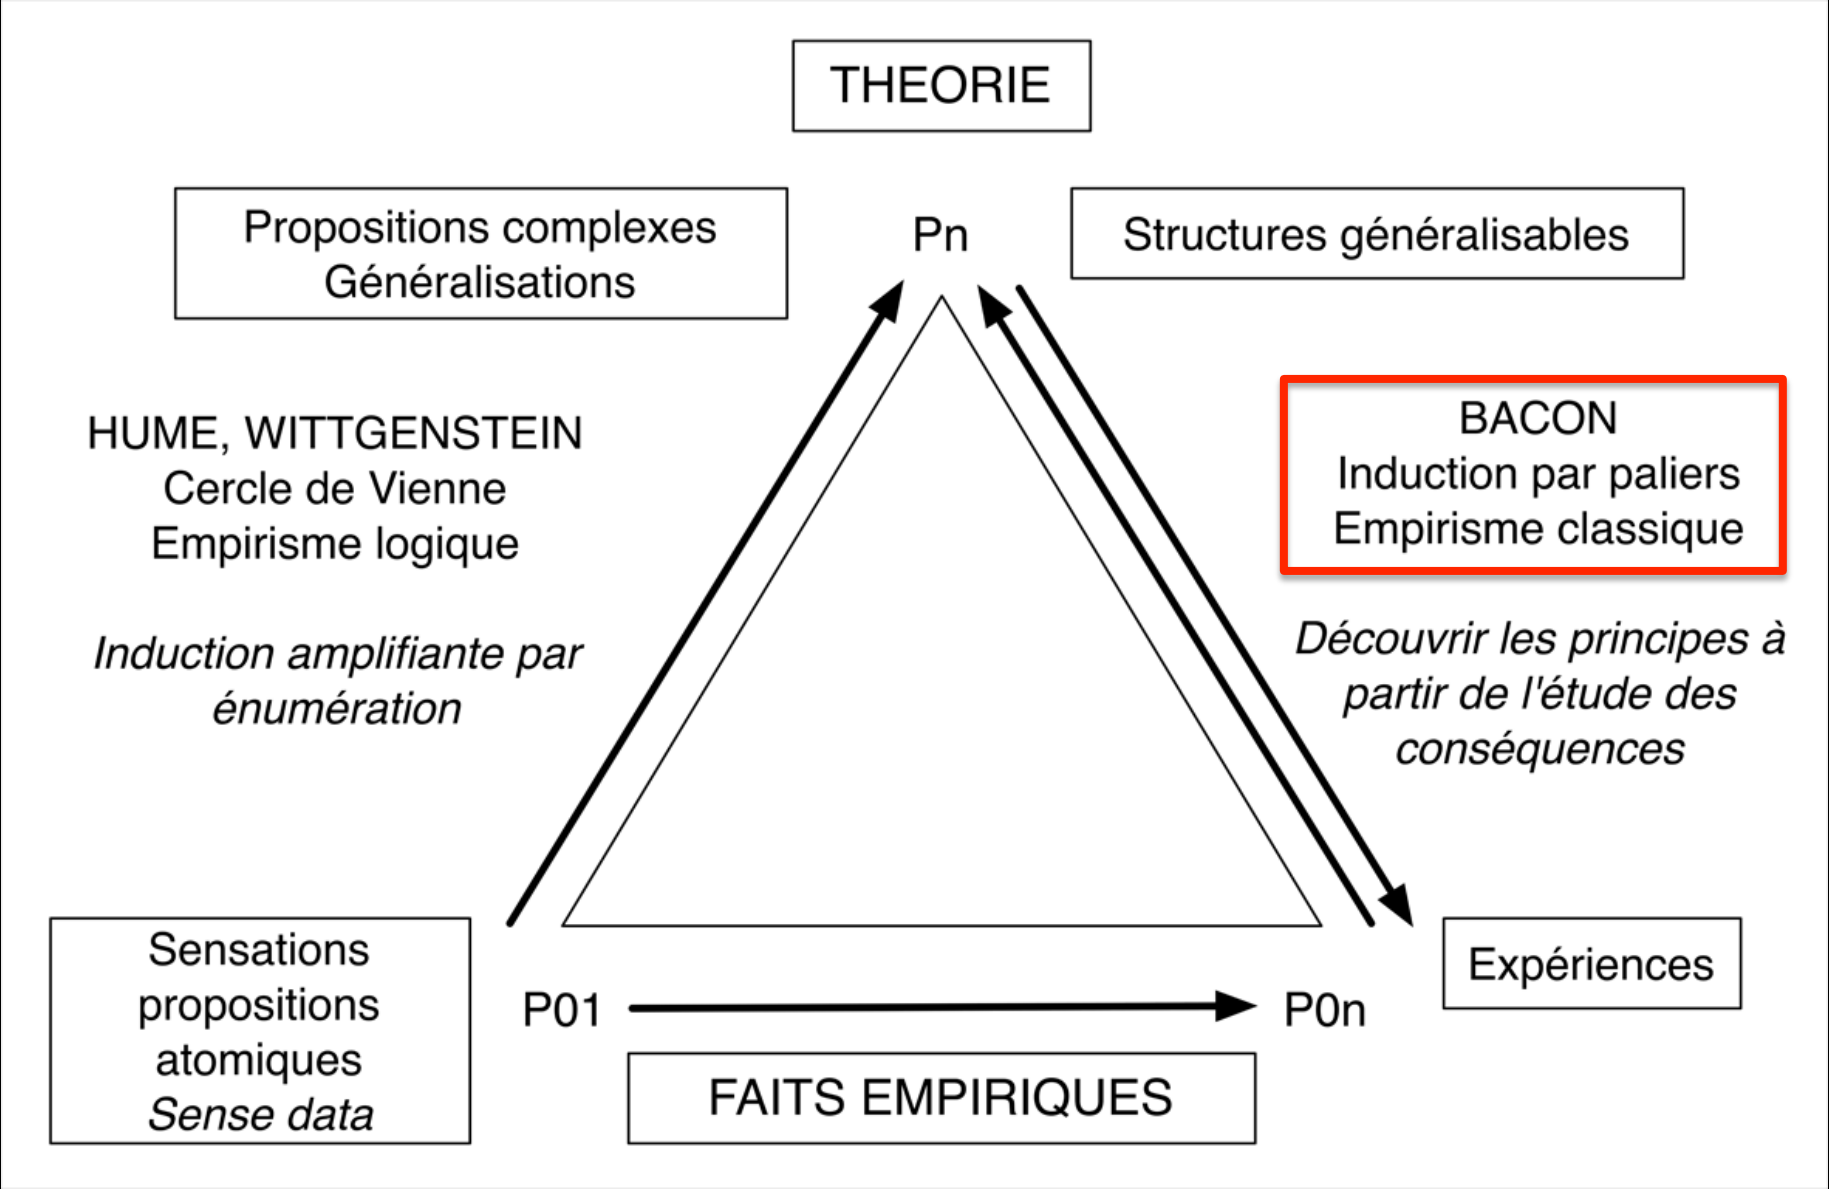 THEORIE
Propositions complexes
Généralisations
Pn
Structures généralisables
HUME, WITTGENSTEIN
Cercle de Vienne
Empirisme logique
Induction amplifiante par
énumération
BACON
Induction par paliers
Empirisme classique
Découvrir les principes à
partir de l'étude des
conséquences
Sensations
propositions
atomiques
Sense data
P01
P0n
Expériences
FAITS EMPIRIQUES